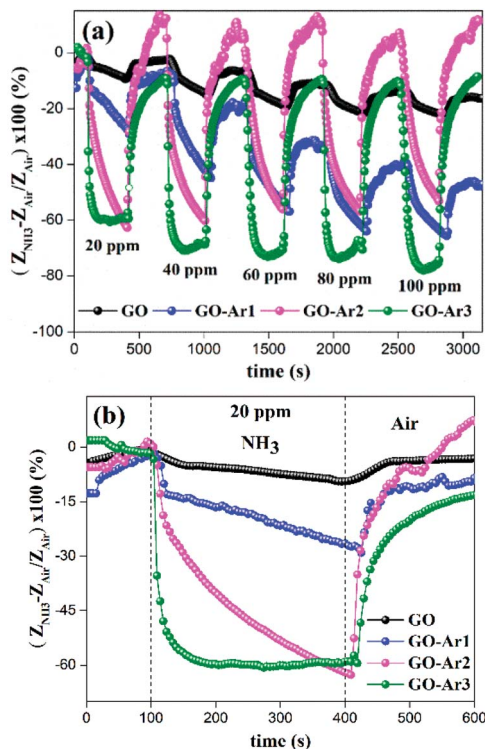 (a)
0
-20
-40
-60
-80
-100
( Z_NH3-Z_Air/Z_Air) x100 (%)
20 ppm
40 ppm
60 ppm
80 ppm
100 ppm
GO GO-Ar1 GO-Ar2 GO-Ar3
0 500 1000 1500 2000 2500 3000
time (s)
(b)
20 ppm
NH3
Air
0
-15
-30
-45
-60
( Z_NH3-Z_Air/Z_Air) x100 (%)
GO
GO-Ar1
GO-Ar2
GO-Ar3
0 100 200 300 400 500 600
time (s)